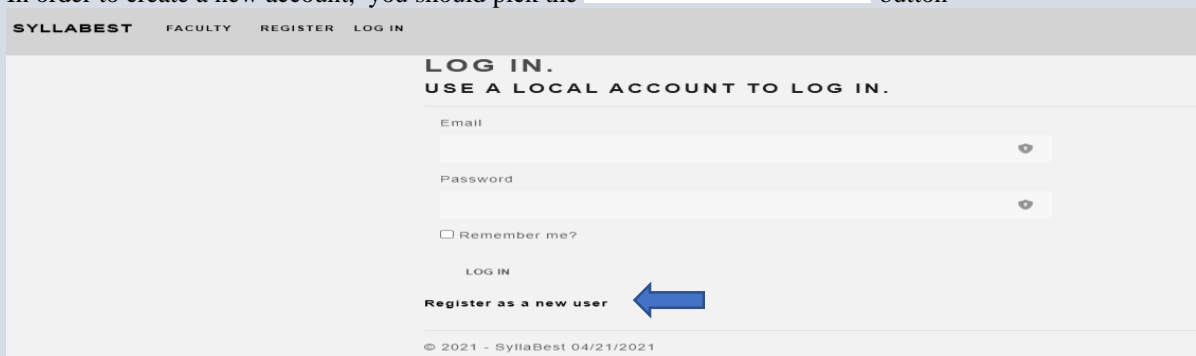 In order to create a new account, you should pick the button
SYLLABEST FACULTY REGISTER LOG IN
LOG IN.
USE A LOCAL ACCOUNT TO LOG IN.
Email
Password
Remember me?
LOG IN
Register as a new user
© 2021 - SyllaBest 04/21/2021